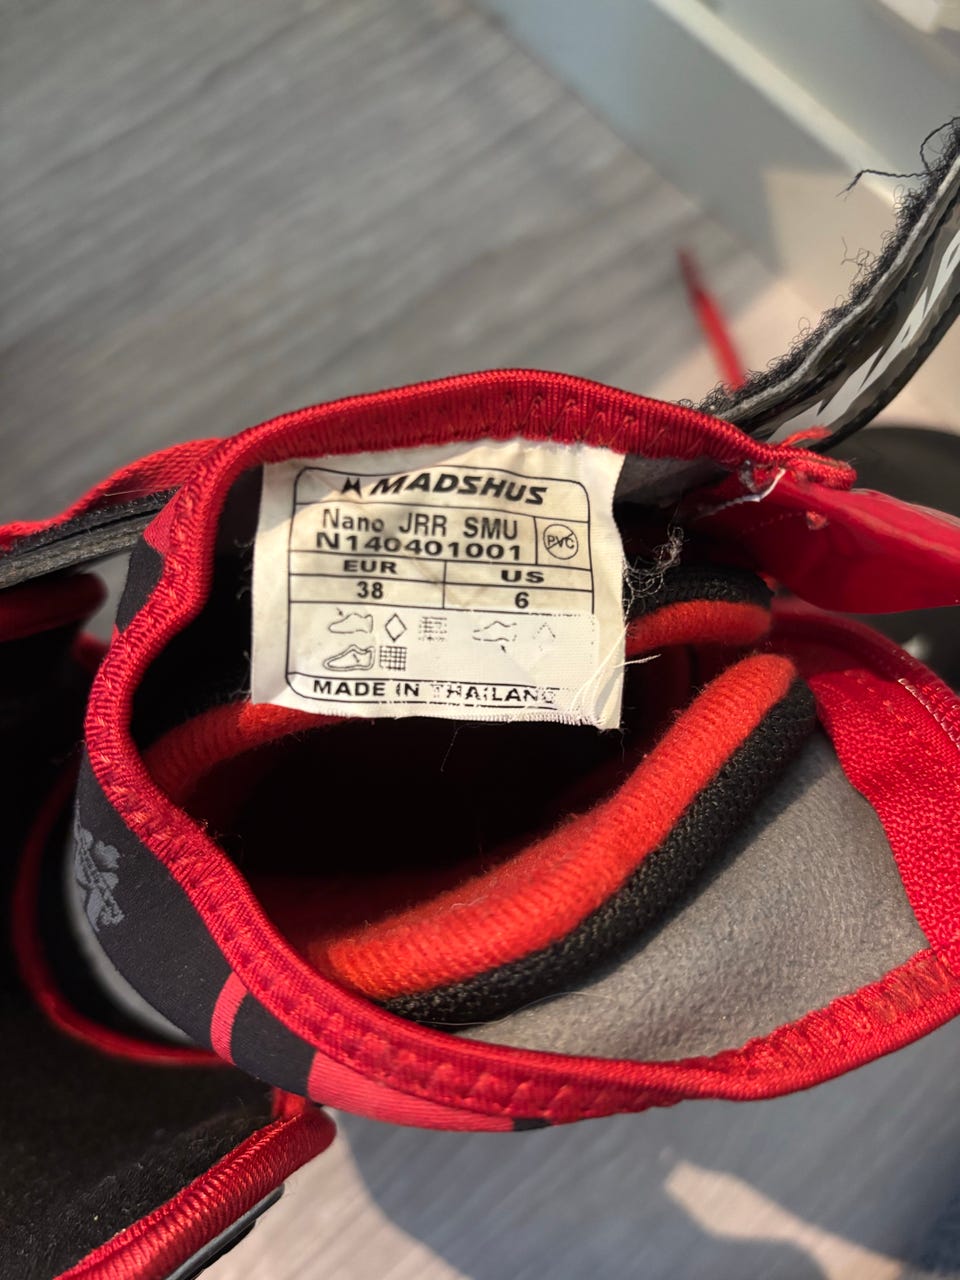 MADSHUS
Nano JRR SMU
N140401001
PVC
EUR US
38 6
MADE IN THAILAND